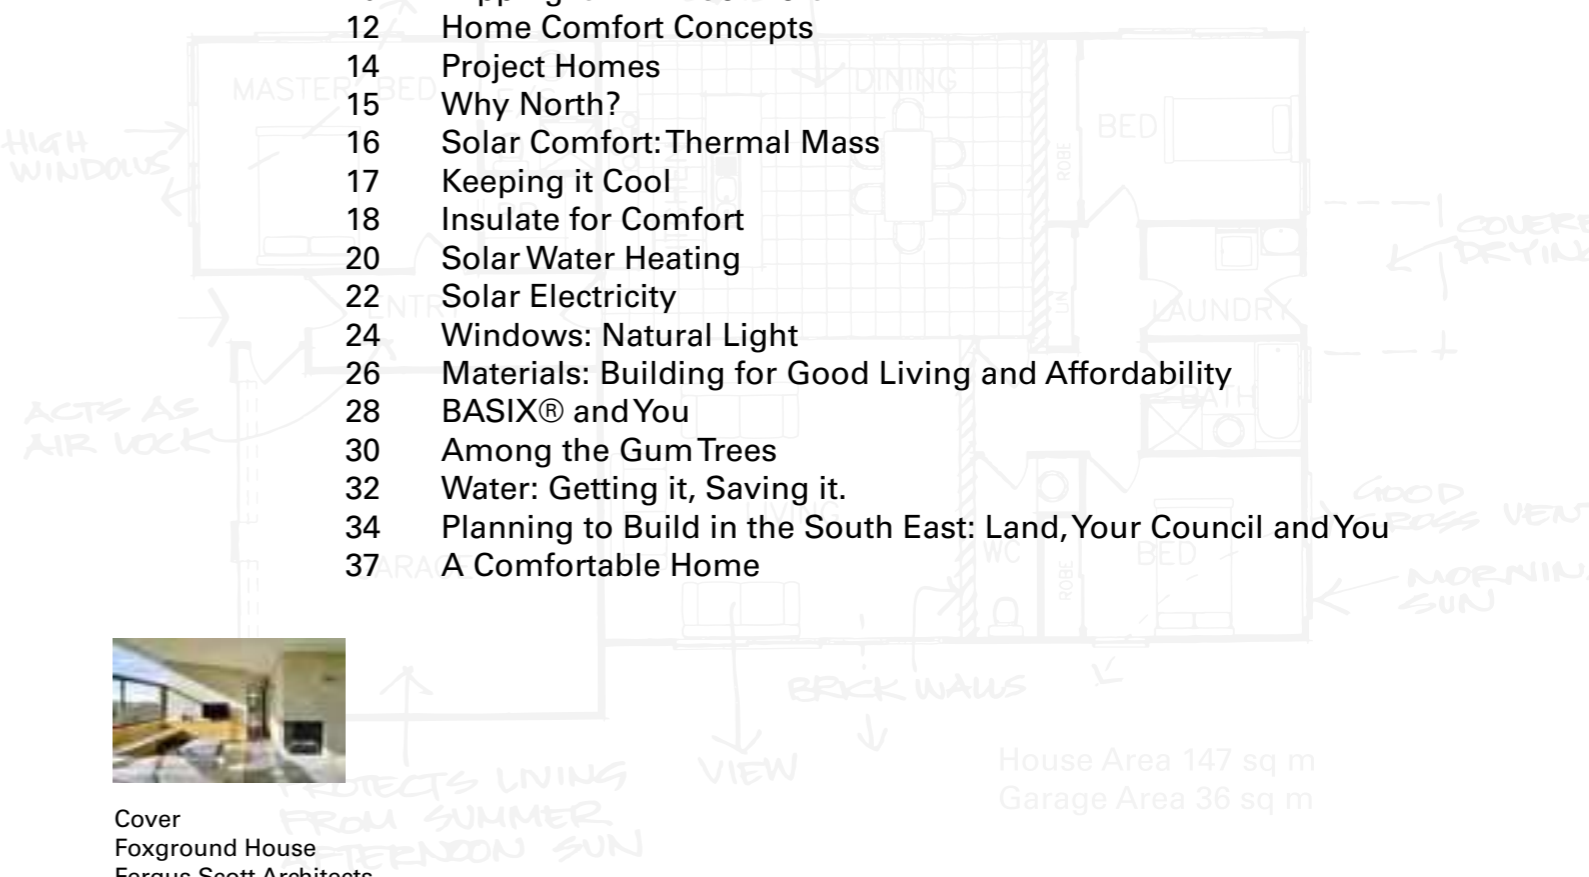 12 Home Comfort Concepts
14 Project Homes
15 Why North?
16 Solar Comfort: Thermal Mass
17 Keeping it Cool
18 Insulate for Comfort
20 Solar Water Heating
22 Solar Electricity
24 Windows: Natural Light
26 Materials: Building for Good Living and Affordability
28 BASIX® and You
30 Among the Gum Trees
32 Water: Getting it, Saving it.
34 Planning to Build in the South East: Land, Your Council and You
37 A Comfortable Home
MASTER BED
DINING
BED
ROBE
HIGH
WINDOWS
KITCHEN
ENTRY
LIN
LAUNDRY
BATH
ACTS AS
AIR LOCK
LIVING
WC
ROBE
BED
GARAGE
GOOD
CROSS VENT
SUN
BRICK WALLS
VIEW
PROTECTS LIVING
FROM SUMMER
AFTERNOON SUN
House Area 147 sq m
Garage Area 36 sq m
Cover
Foxground House
Fergus Scott Architects